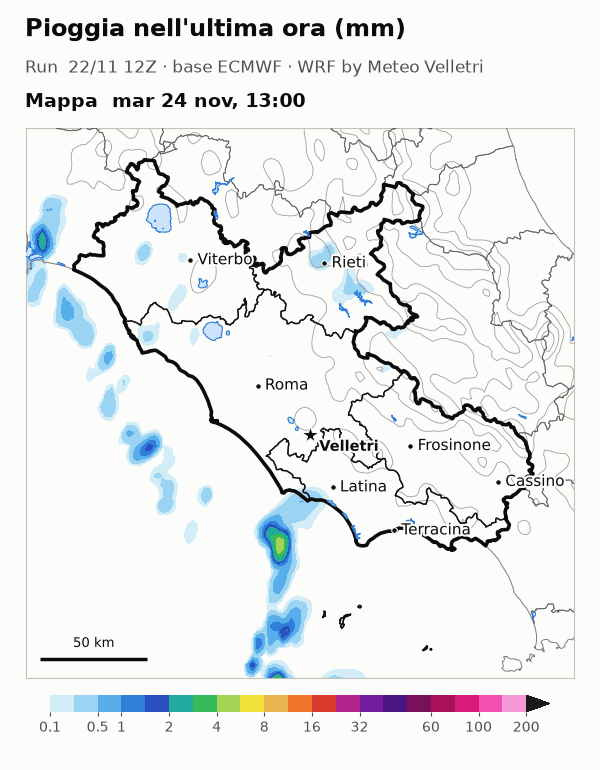 Pioggia nell'ultima ora (mm)
Run  22/11 12Z · base ECMWF · WRF by Meteo Velletri
Mappa  mar 24 nov, 13:00
Viterbo
Rieti
Roma
Velletri
Frosinone
Latina
Cassino
Terracina
50 km
0.1 0.5 1 2 4 8 16 32 60 100 200